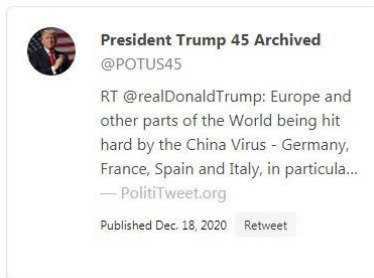 President Trump 45 Archived
@POTUS45
RT @realDonaldTrump: Europe and
other parts of the World being hit
hard by the China Virus - Germany,
France, Spain and Italy, in particula...
— PolitiTweet.org
Published Dec. 18, 2020 Retweet